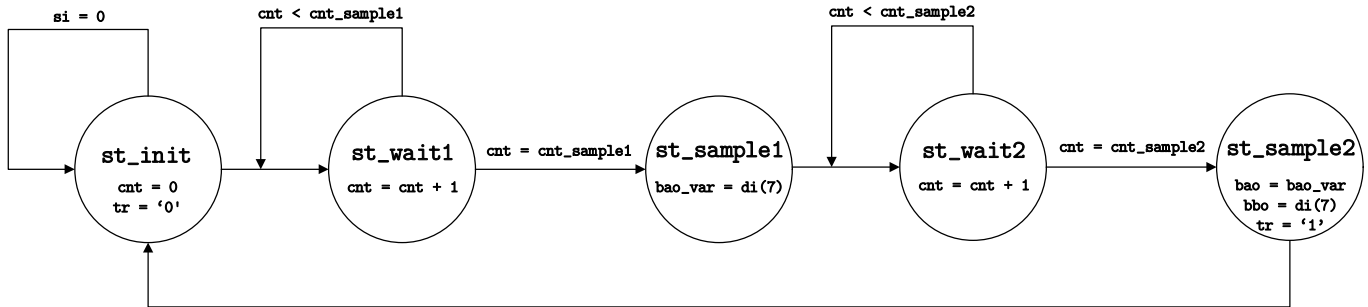 si = 0
cnt < cnt_sample1
cnt < cnt_sample2
st_init
cnt = 0
tr = ‘0'
st_wait1
cnt = cnt + 1
cnt = cnt_sample1
st_sample1
bao_var = di(7)
st_wait2
cnt = cnt + 1
cnt = cnt_sample2
st_sample2
bao = bao_var
bbo = di(7)
tr = ‘1’